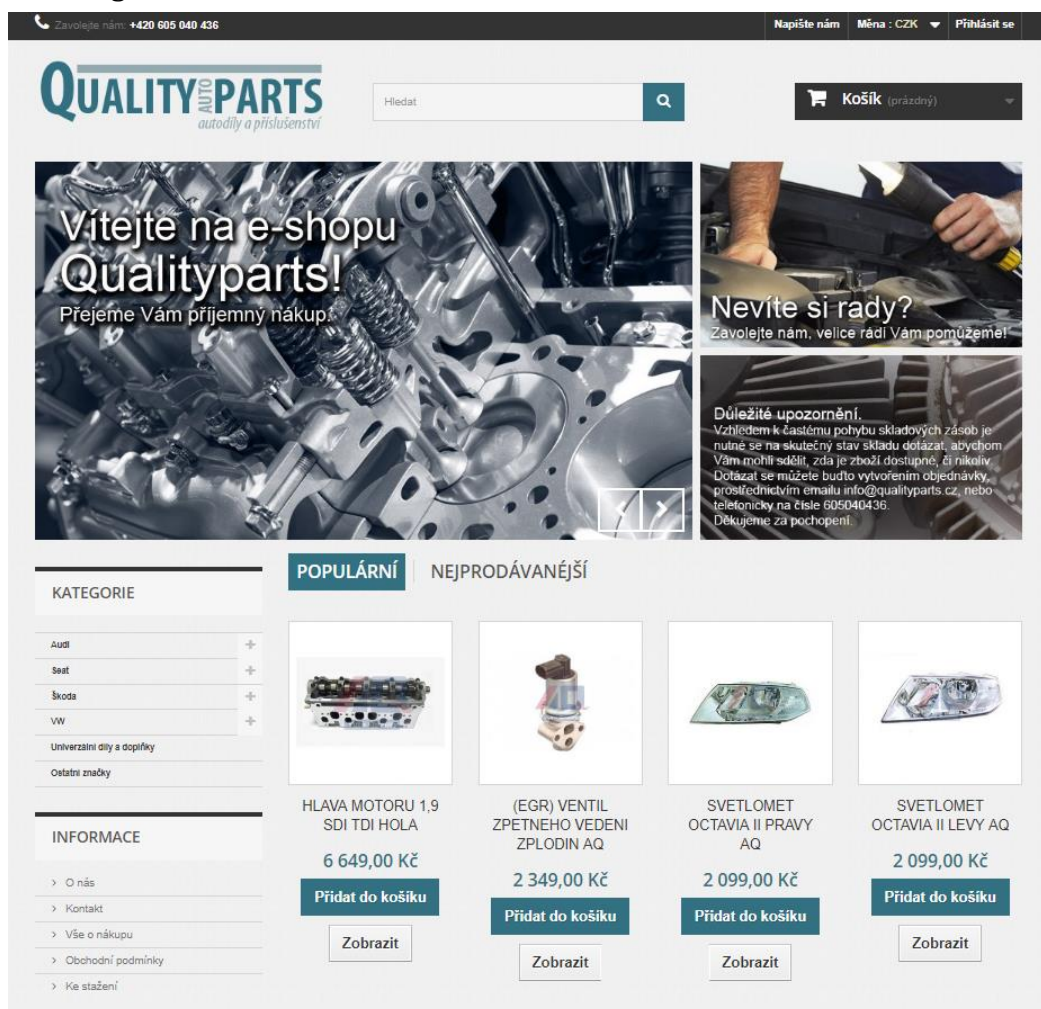 Zavolejte nám: +420 605 040 436
Napište nám
Měna : CZK
Přihlásit se
QUALITY AUTO PARTS
autodíly a příslušenství
Hledat
Košík (prázdný)
Vítejte na e-shopu
Qualityparts!
Přejeme Vám příjemný nákup.
Nevíte si rady?
Zavolejte nám, velice rádi Vám pomůžeme!
Důležité upozornění.
Vzhledem k častému pohybu skladových zásob je
nutné se na skutečný stav skladu dotázat, abychom
Vám mohli sdělit, zda je zboží dostupné, či nikoliv.
Dotázat se můžete buďto vytvořením objednávky,
prostřednictvím emailu info@qualityparts.cz, nebo
telefonicky na čísle 605040436.
Děkujeme za pochopení.
KATEGORIE
Audi
Seat
Škoda
VW
Univerzální díly a doplňky
Ostatní značky
INFORMACE
O nás
Kontakt
Vše o nákupu
Obchodní podmínky
Ke stažení
POPULÁRNÍ
NEJPRODÁVANÉJŠÍ
HLAVA MOTORU 1,9
SDI TDI HOLA
6 649,00 Kč
Přidat do košíku
Zobrazit
(EGR) VENTIL
ZPETNEHO VEDENI
ZPLODIN AQ
2 349,00 Kč
Přidat do košíku
Zobrazit
SVETLOMET
OCTAVIA II PRAVY
AQ
2 099,00 Kč
Přidat do košíku
Zobrazit
SVETLOMET
OCTAVIA II LEVY AQ
2 099,00 Kč
Přidat do košíku
Zobrazit